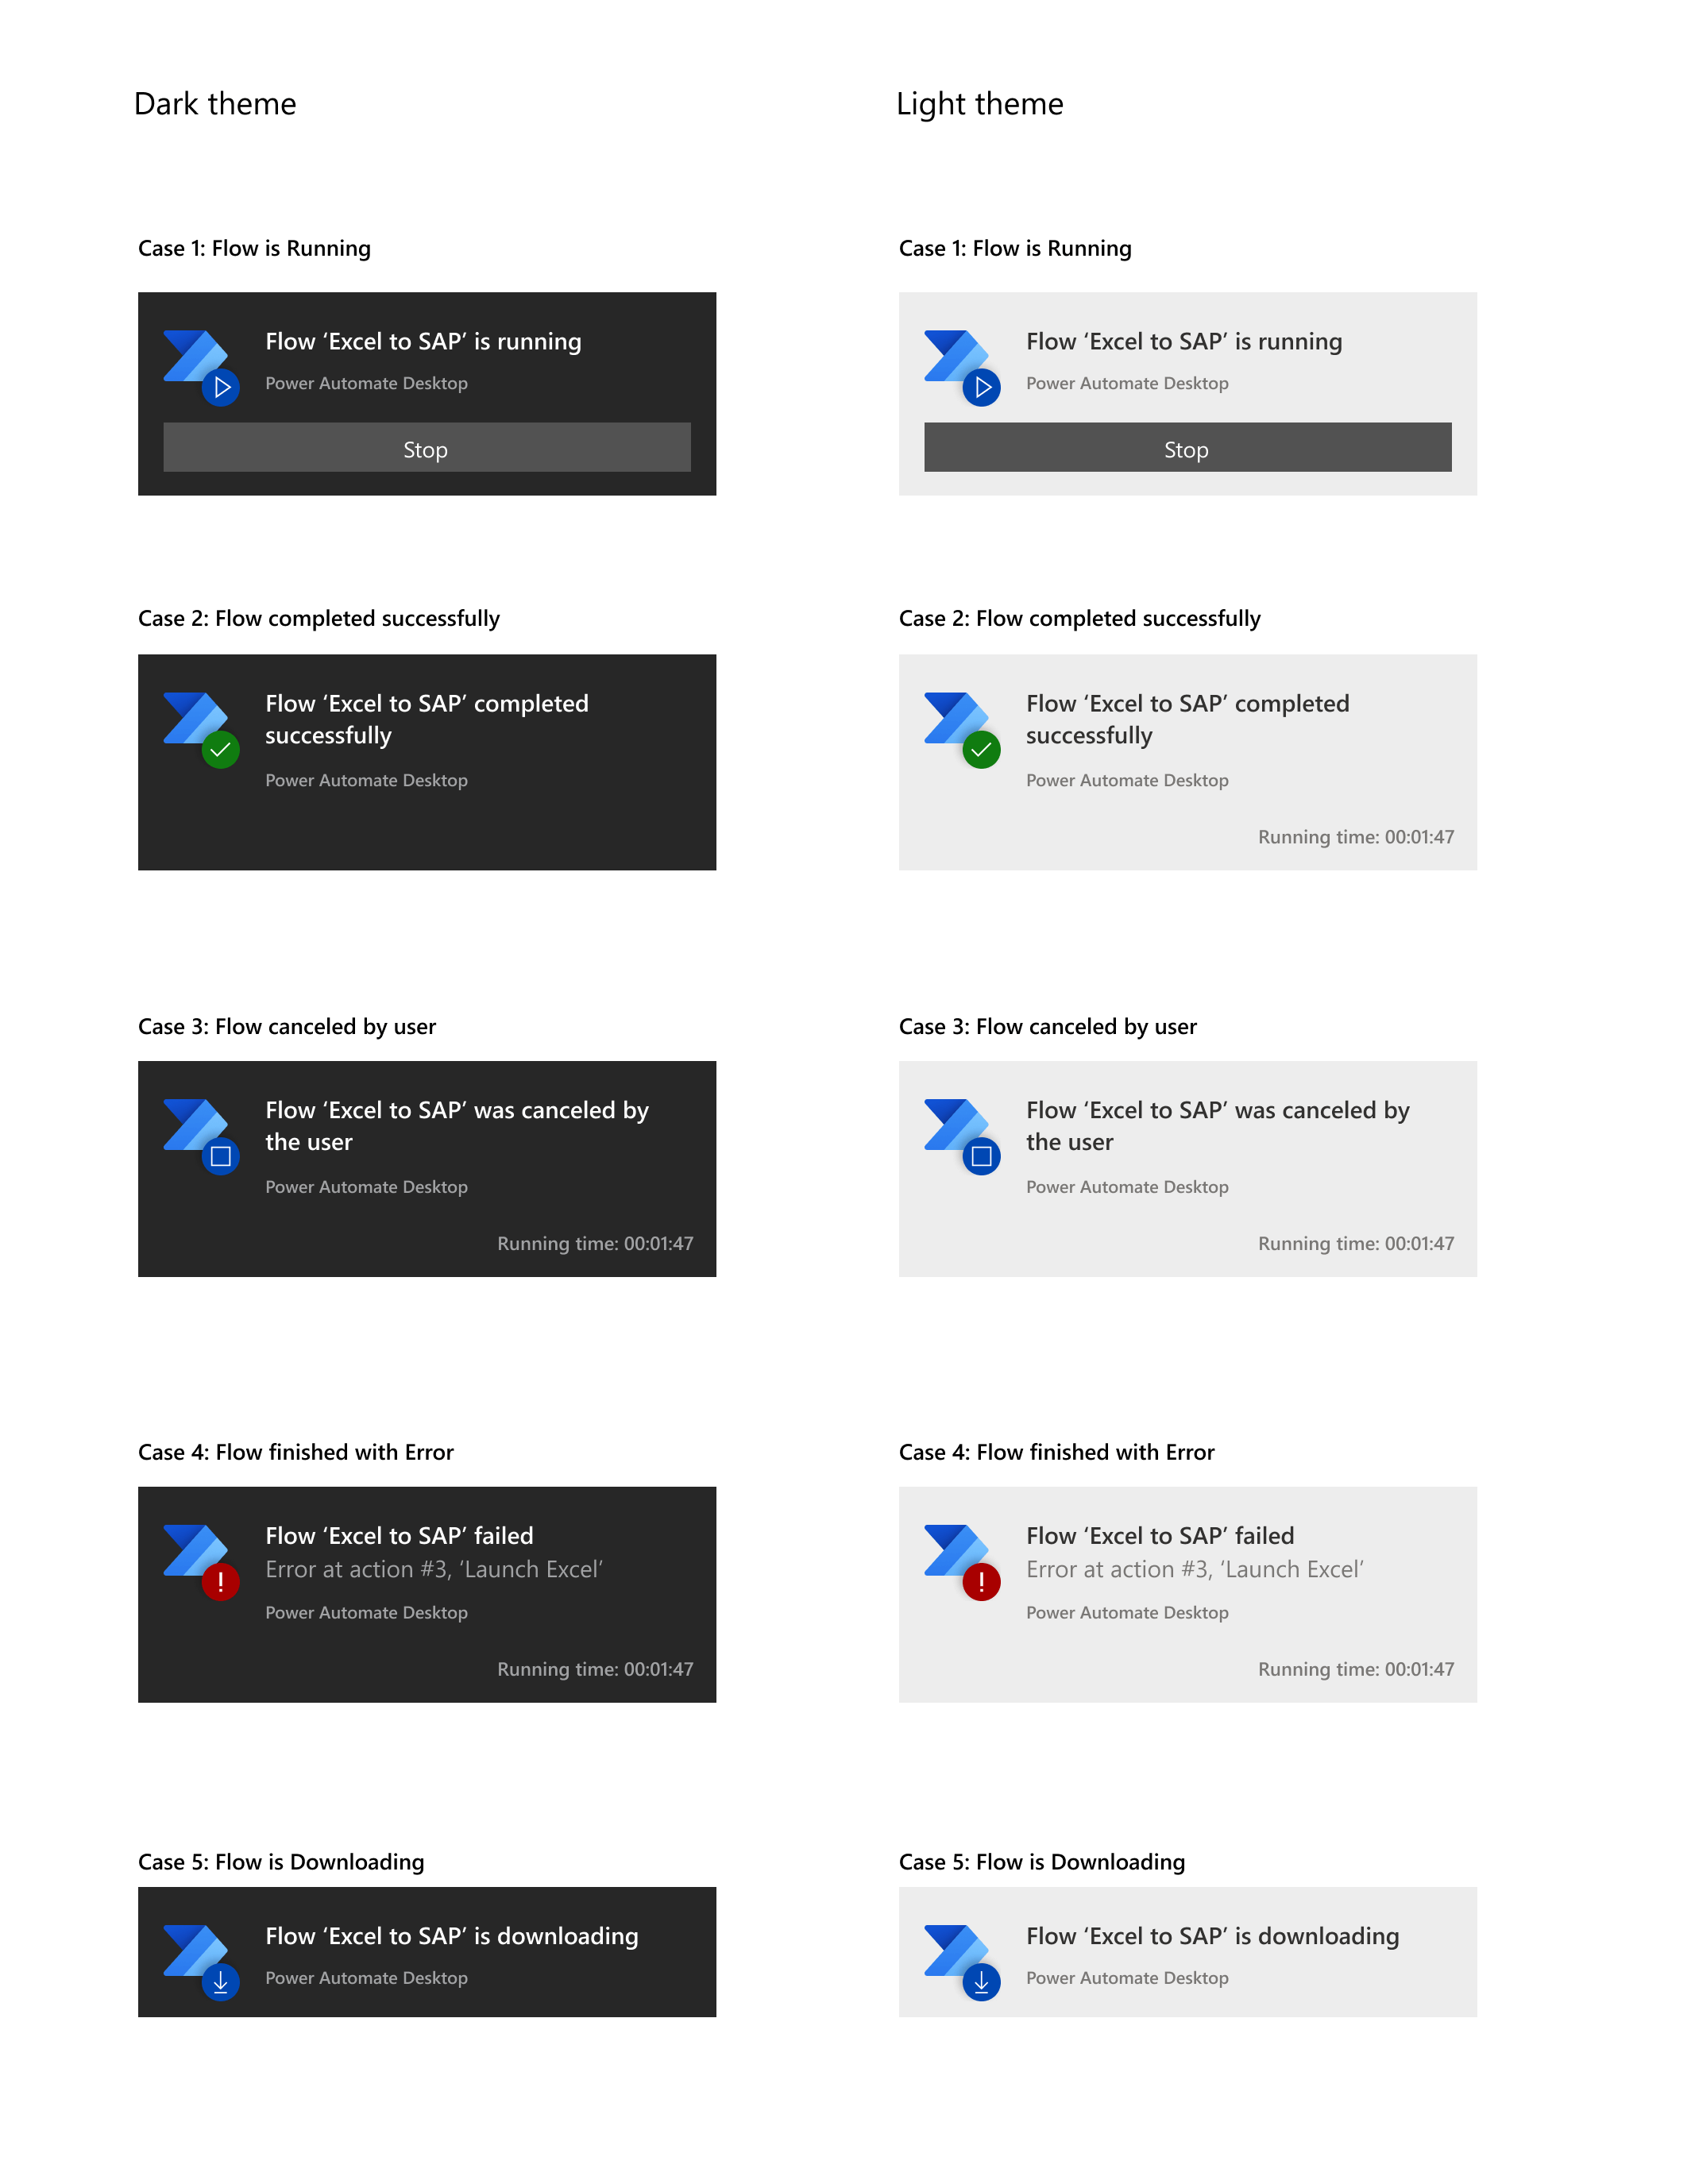 Dark theme
Light theme
Case 1: Flow is Running
Flow ‘Excel to SAP’ is running
Power Automate Desktop
Stop
Case 1: Flow is Running
Flow ‘Excel to SAP’ is running
Power Automate Desktop
Stop
Case 2: Flow completed successfully
Flow ‘Excel to SAP’ completed
successfully
Power Automate Desktop
Case 2: Flow completed successfully
Flow ‘Excel to SAP’ completed
successfully
Power Automate Desktop
Running time: 00:01:47
Case 3: Flow canceled by user
Flow ‘Excel to SAP’ was canceled by
the user
Power Automate Desktop
Running time: 00:01:47
Case 3: Flow canceled by user
Flow ‘Excel to SAP’ was canceled by
the user
Power Automate Desktop
Running time: 00:01:47
Case 4: Flow finished with Error
Flow ‘Excel to SAP’ failed
Error at action #3, ‘Launch Excel’
Power Automate Desktop
Running time: 00:01:47
Case 4: Flow finished with Error
Flow ‘Excel to SAP’ failed
Error at action #3, ‘Launch Excel’
Power Automate Desktop
Running time: 00:01:47
Case 5: Flow is Downloading
Flow ‘Excel to SAP’ is downloading
Power Automate Desktop
Case 5: Flow is Downloading
Flow ‘Excel to SAP’ is downloading
Power Automate Desktop